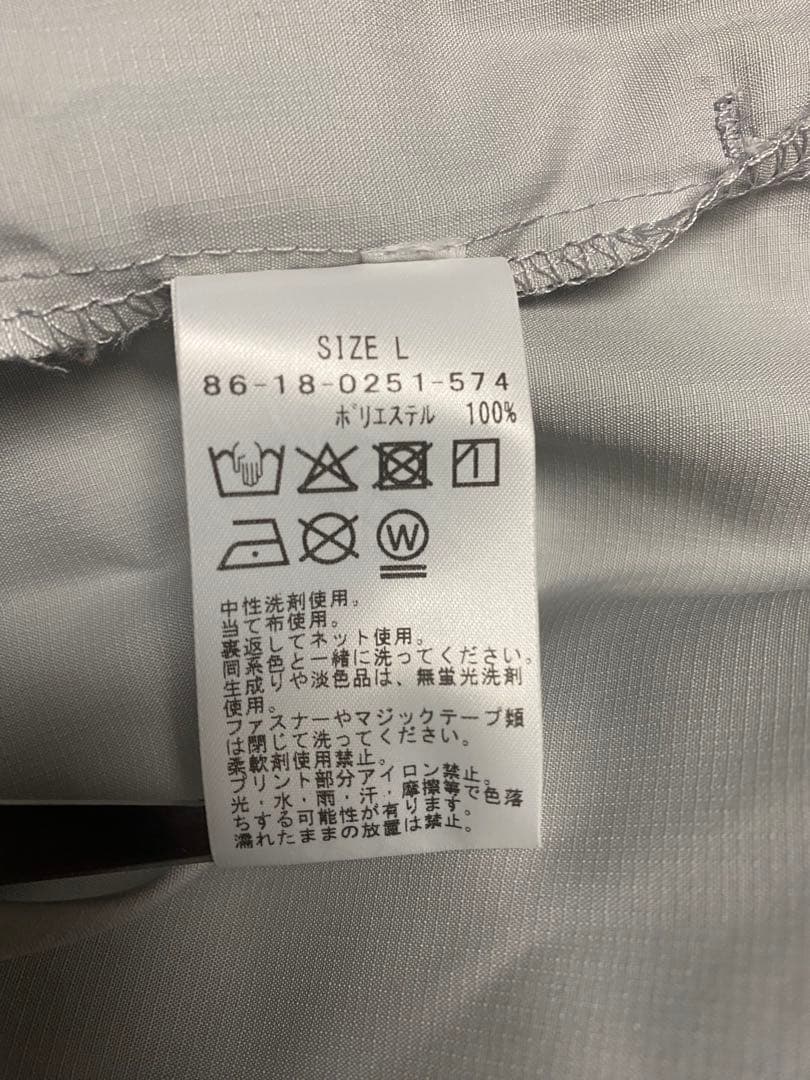 SIZE L
86-18-0251-574
ポリエステル 100%
W
中性洗剤使用。
当て布使用。
裏返してネット使用。
同系色と一緒に洗ってください。
生成りや淡色品は、無蛍光洗剤
使用。
ファスナーやマジックテープ類
は閉じて洗ってください。
柔軟剤使用禁止。
プリント部分アイロン禁止。
光・水・雨・汗・摩擦等で色落
ちする可能性が有ります。
濡れたままの放置は禁止。